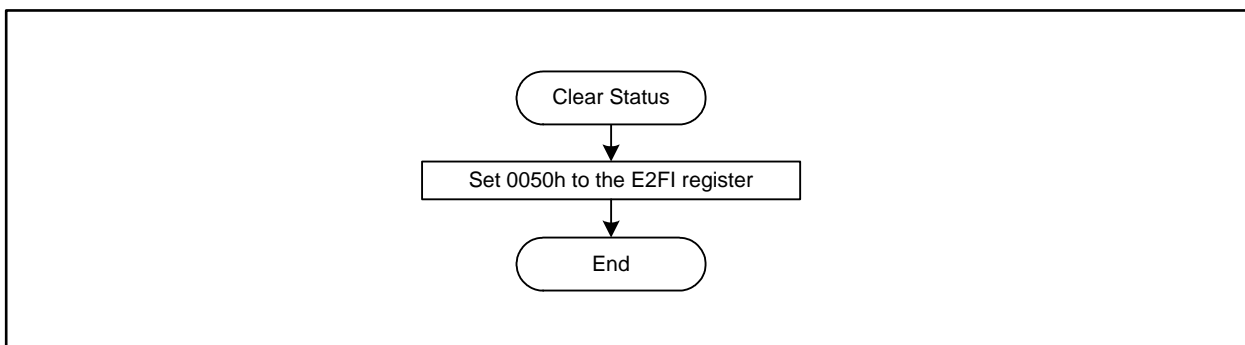 Clear Status
Set 0050h to the E2FI register
End